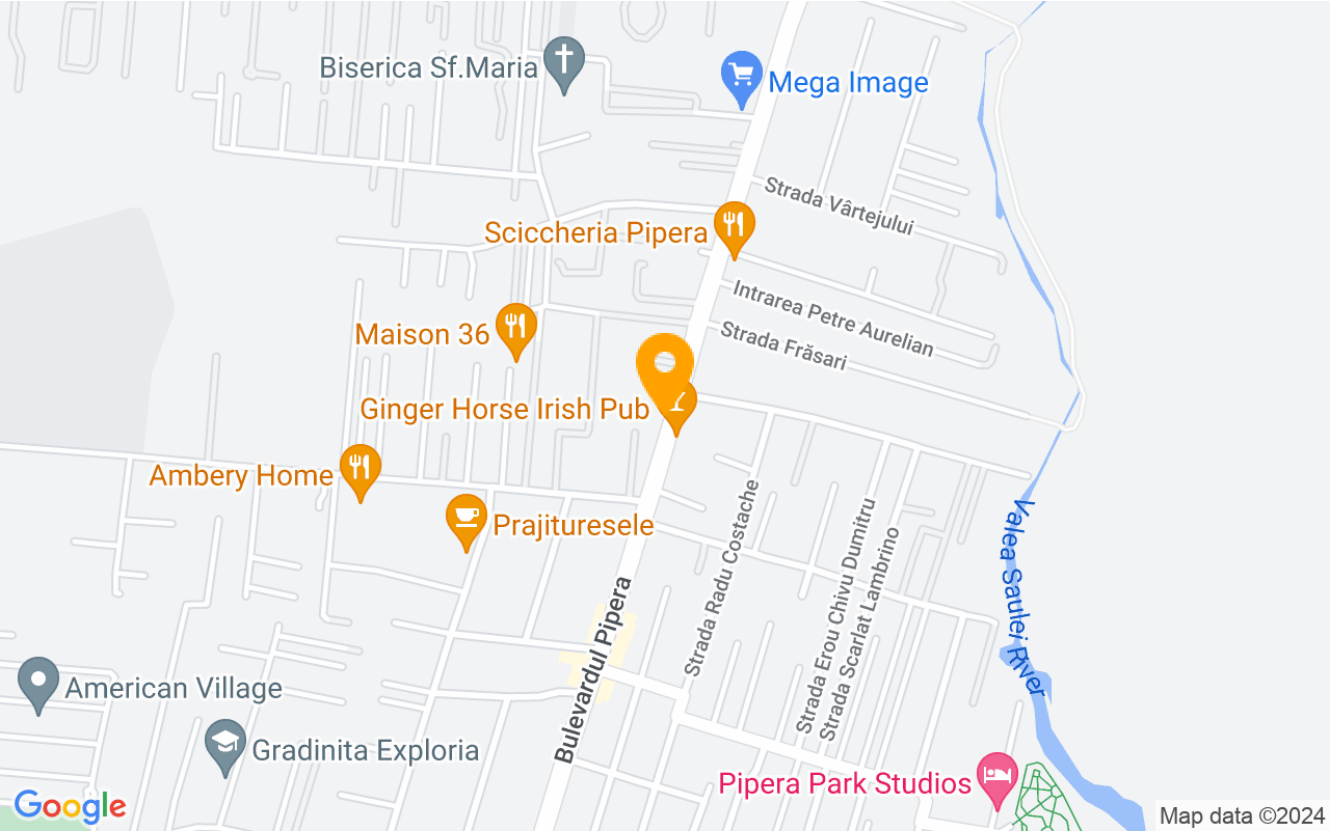 Biserica Sf.Maria
Mega Image
Strada Vârtejului
Sciccheria Pipera
Intrarea Petre Aurelian
Maison 36
Strada Frăsari
Ginger Horse Irish Pub
Ambery Home
Prajituresele
Strada Radu Costache
Strada Erou Chivu Dumitru
Strada Scarlat Lambrino
Valea Saulei River
Bulevardul Pipera
American Village
Gradinita Exploria
Pipera Park Studios
Google
Map data ©2024